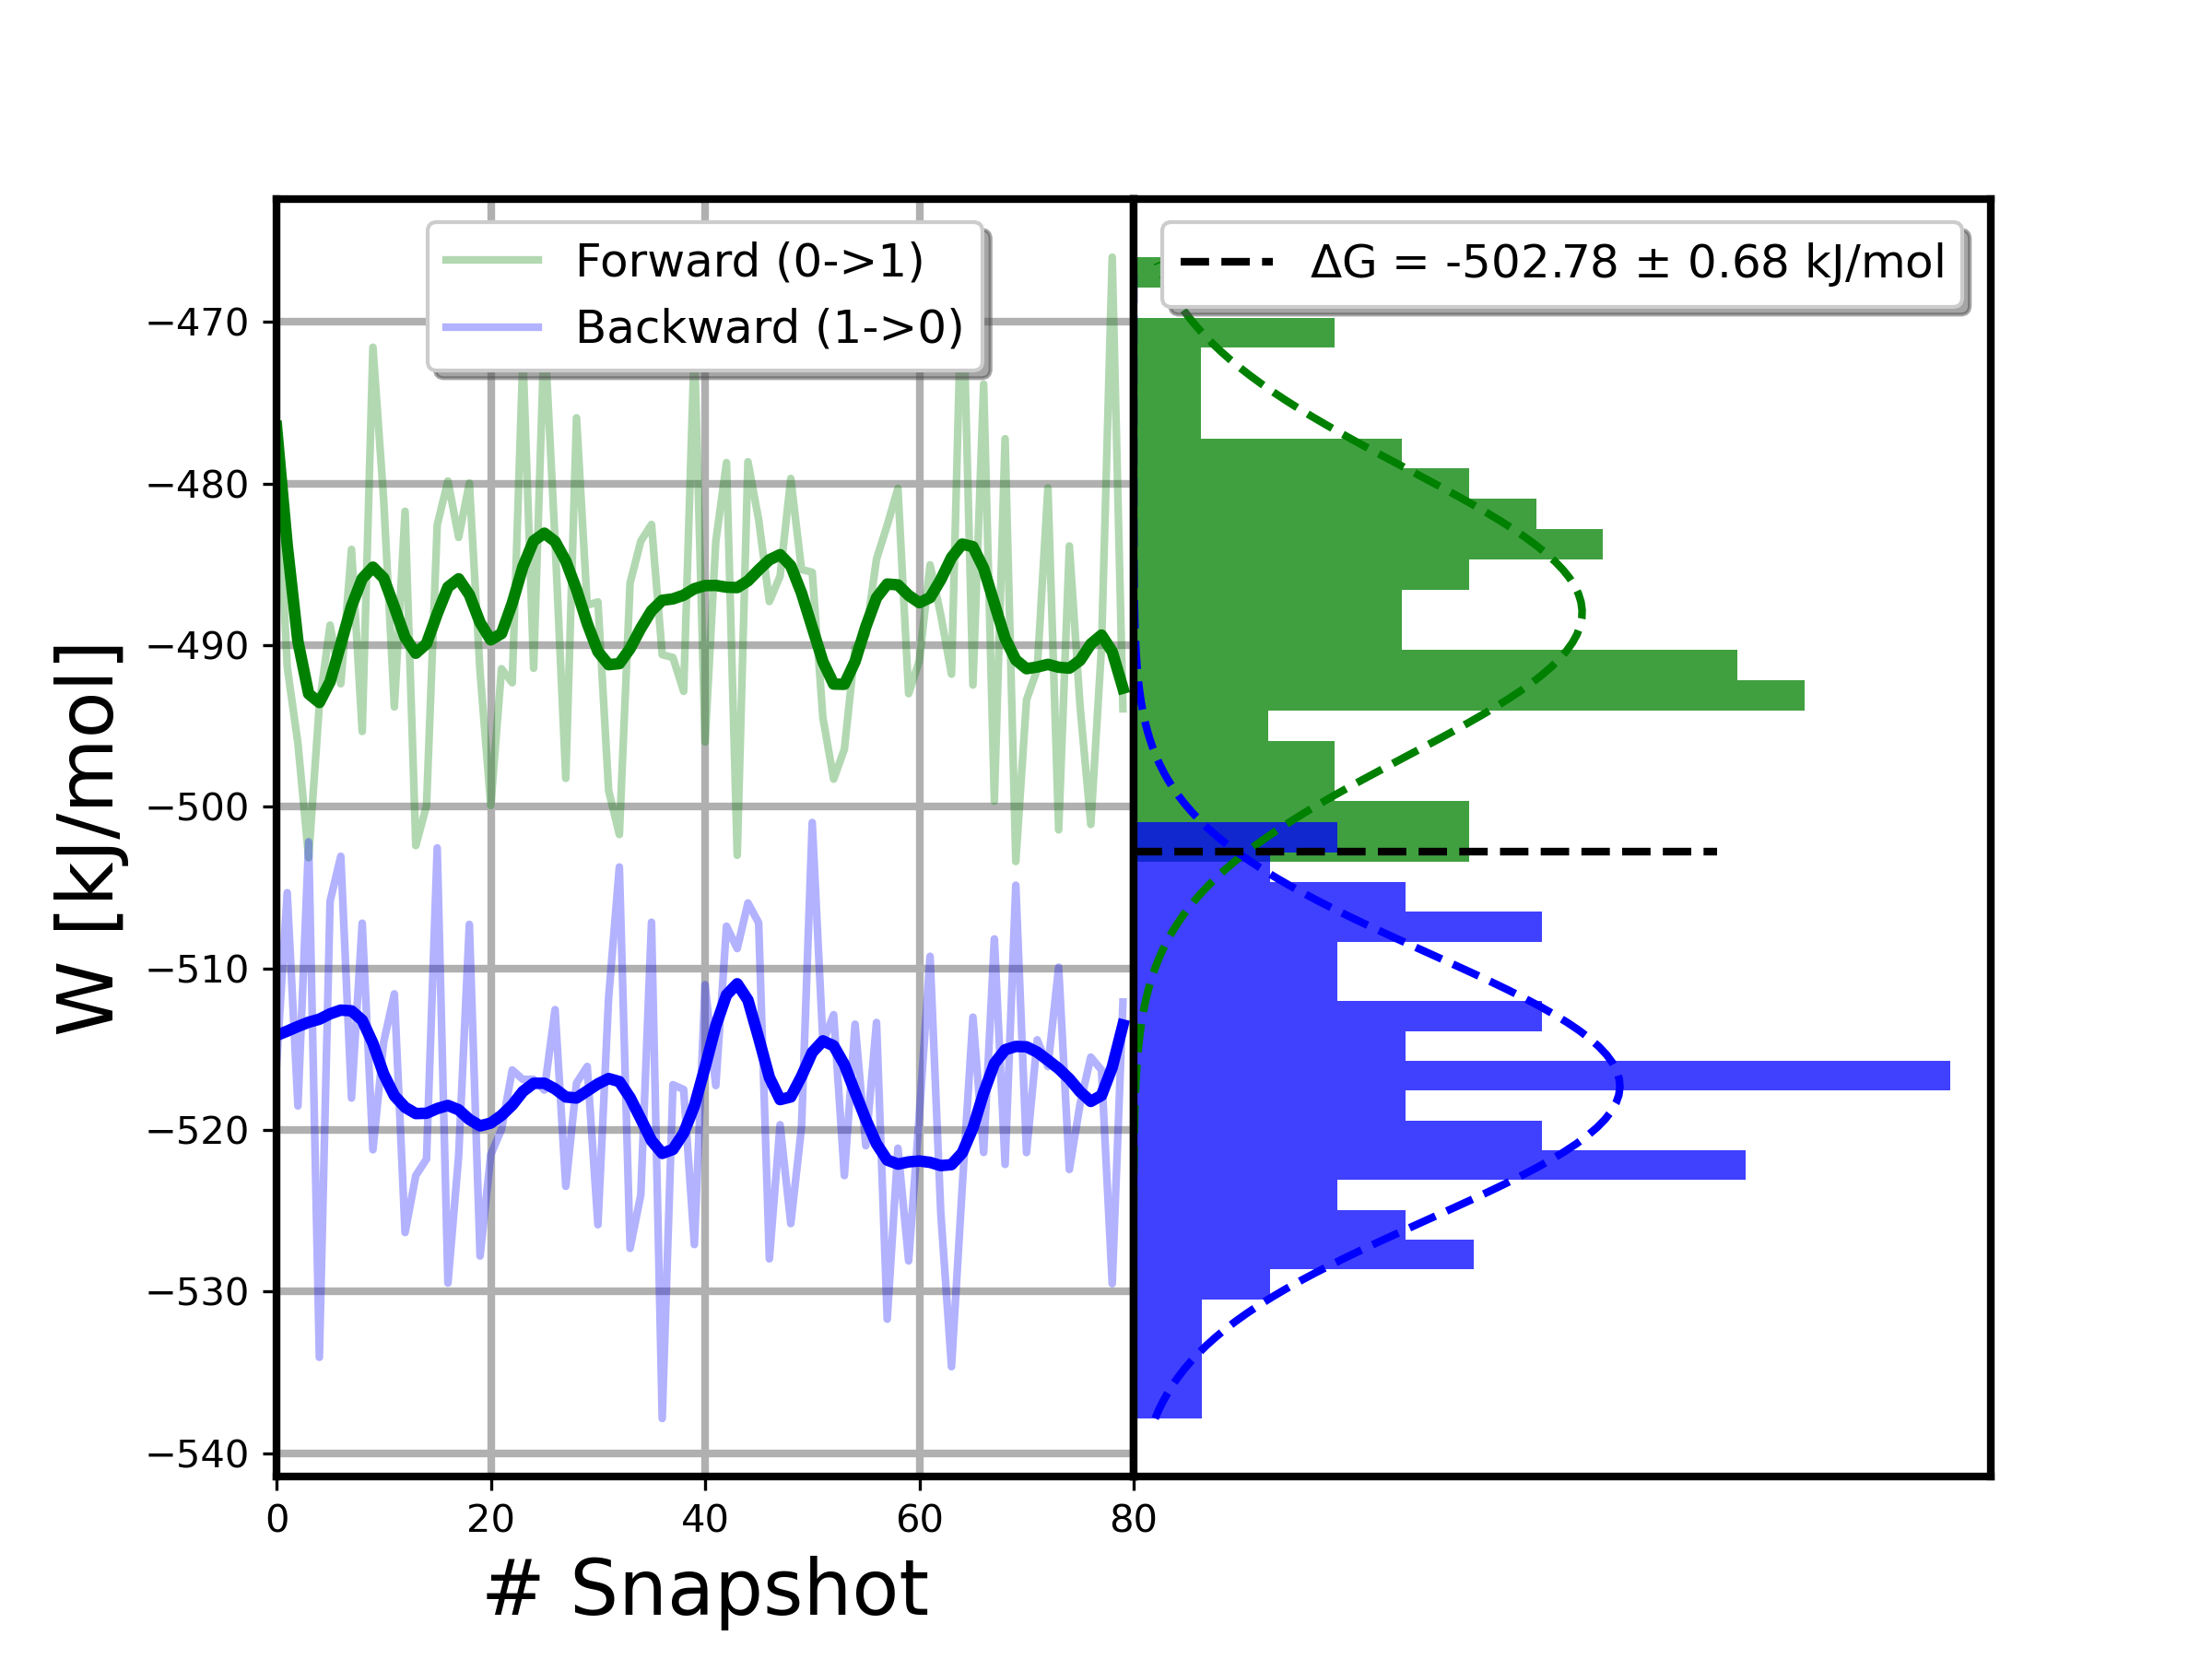 Forward (0->1)
Backward (1->0)
ΔG = -502.78 ± 0.68 kJ/mol
W [kJ/mol]
−470
−480
−490
−500
−510
−520
−530
−540
0 20 40 60 80
# Snapshot